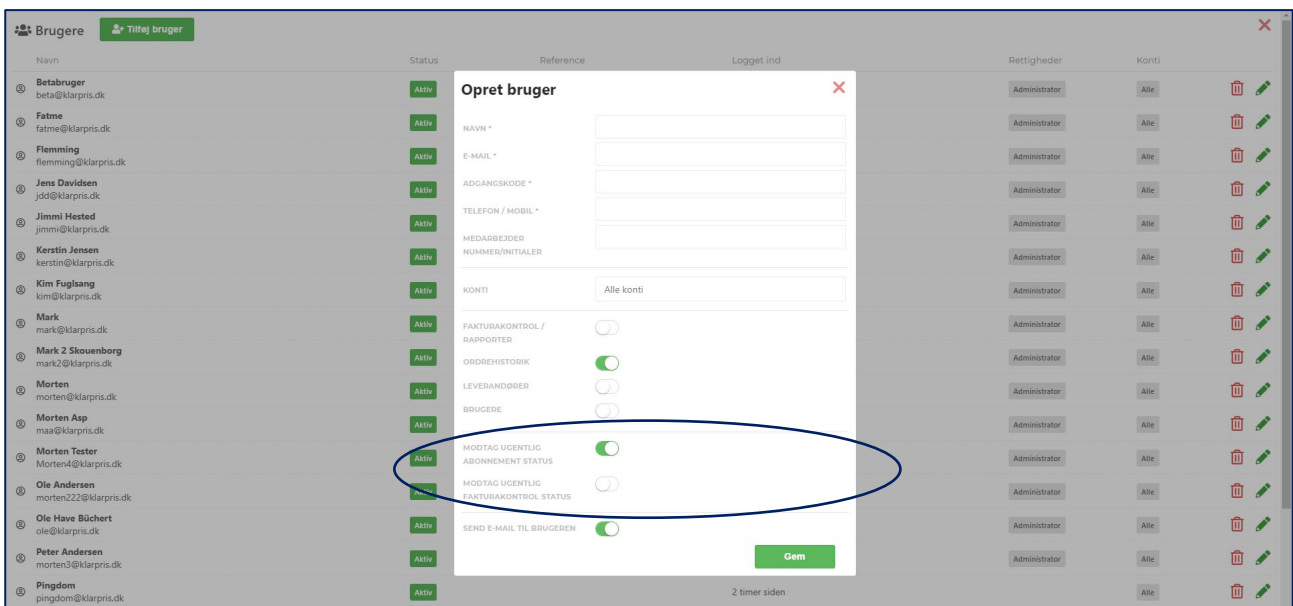 Brugere
Tilføj bruger
Navn Status Reference Logget ind Rettigheder Konti
Betabruger
beta@klarpris.dk
Aktiv
Administrator
Alle
Fatme
fatme@klarpris.dk
Aktiv
Administrator
Alle
Flemming
flemming@klarpris.dk
Aktiv
Administrator
Alle
Jens Davidsen
jdd@klarpris.dk
Aktiv
Administrator
Alle
Jimmi Hested
jimmi@klarpris.dk
Aktiv
Administrator
Alle
Kerstin Jensen
kerstin@klarpris.dk
Aktiv
Administrator
Alle
Kim Fuglsang
kim@klarpris.dk
Aktiv
Administrator
Alle
Mark
mark@klarpris.dk
Aktiv
Administrator
Alle
Mark 2 Skouenborg
mark2@klarpris.dk
Aktiv
Administrator
Alle
Morten
morten@klarpris.dk
Aktiv
Administrator
Alle
Morten Asp
maa@klarpris.dk
Aktiv
Administrator
Alle
Morten Tester
Morten4@klarpris.dk
Aktiv
Administrator
Alle
Ole Andersen
morten222@klarpris.dk
Aktiv
Administrator
Alle
Ole Have Büchert
ole@klarpris.dk
Aktiv
Administrator
Alle
Peter Andersen
morten3@klarpris.dk
Aktiv
Administrator
Alle
Pingdom
pingdom@klarpris.dk
Aktiv
2 timer siden
Alle
Opret bruger
NAVN *
E-MAIL *
ADGANGSKODE *
TELEFON / MOBIL *
MEDARBEJDER
NUMMER/INITIALER
KONTI
Alle konti
FAKTURAKONTROL /
RAPPORTER
ORDREHISTORIK
LEVERANDØRER
BRUGERE
MODTAG UGENTLIG
ABONNEMENT STATUS
MODTAG UGENTLIG
FAKTURAKONTROL STATUS
SEND E-MAIL TIL BRUGEREN
Gem